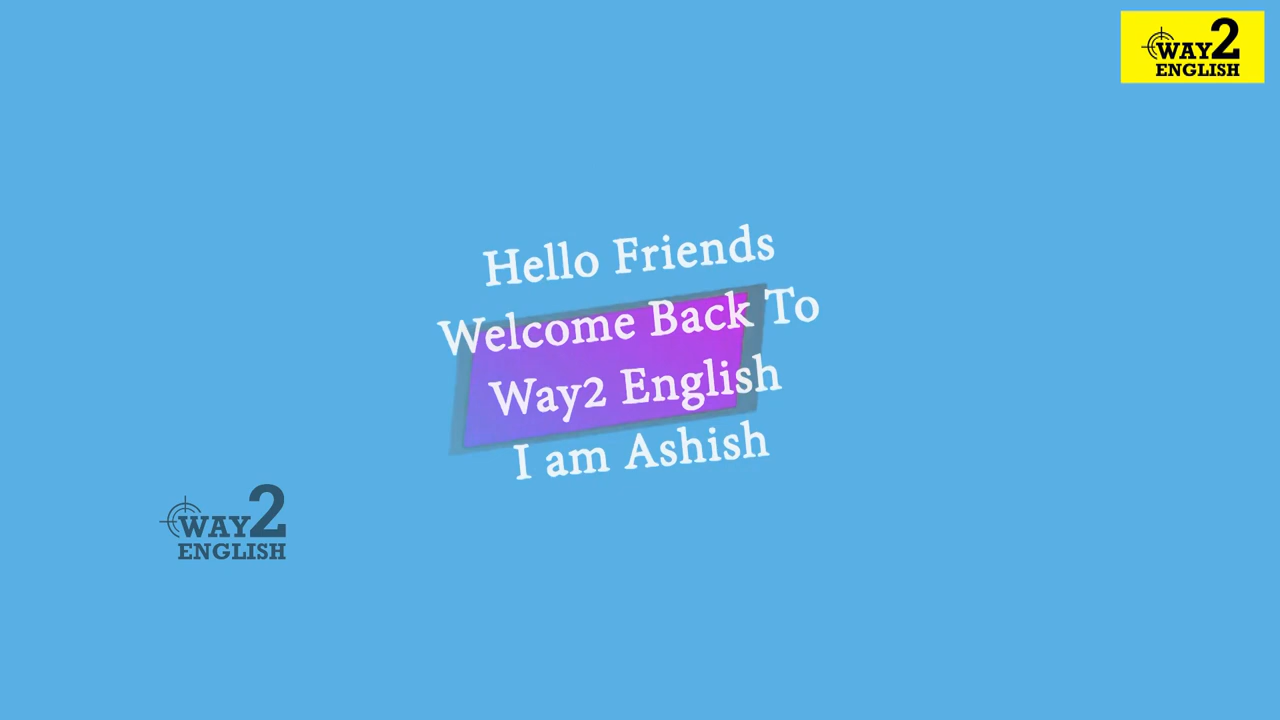 WAY2
ENGLISH
Hello Friends
Welcome Back To
Way2 English
I am Ashish
WAY2
ENGLISH